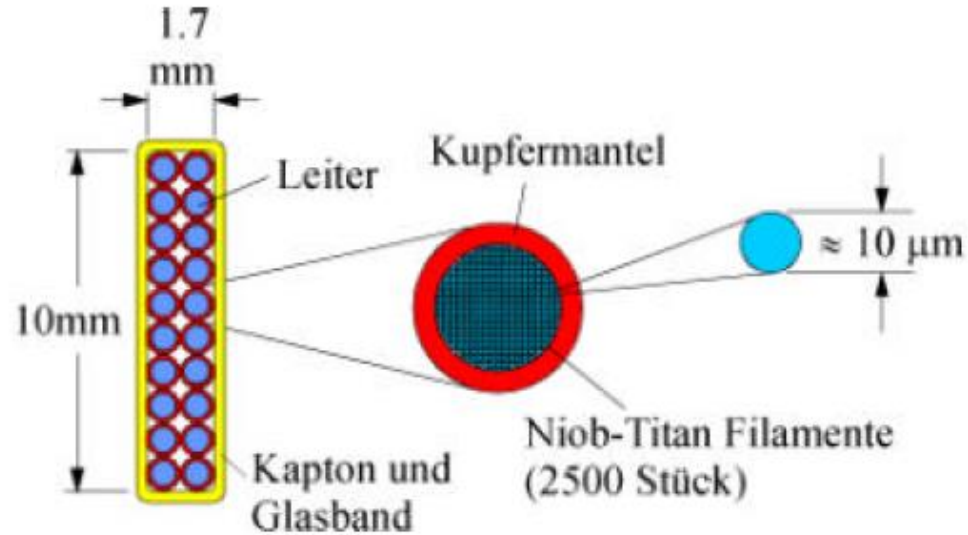 1.7
mm
Kupfermantel
Leiter
≈ 10 µm
10mm
Niob-Titan Filamente
(2500 Stück)
Kapton und
Glasband